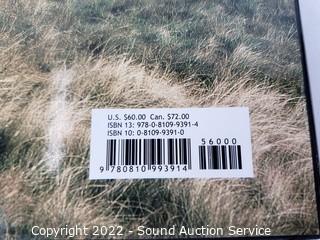 U.S. $60.00 Can. $72.00
ISBN 13: 978-0-8109-9391-4
ISBN 10: 0-8109-9391-0
56000
9 780810 993914
Copyright 2022 - Sound Auction Service